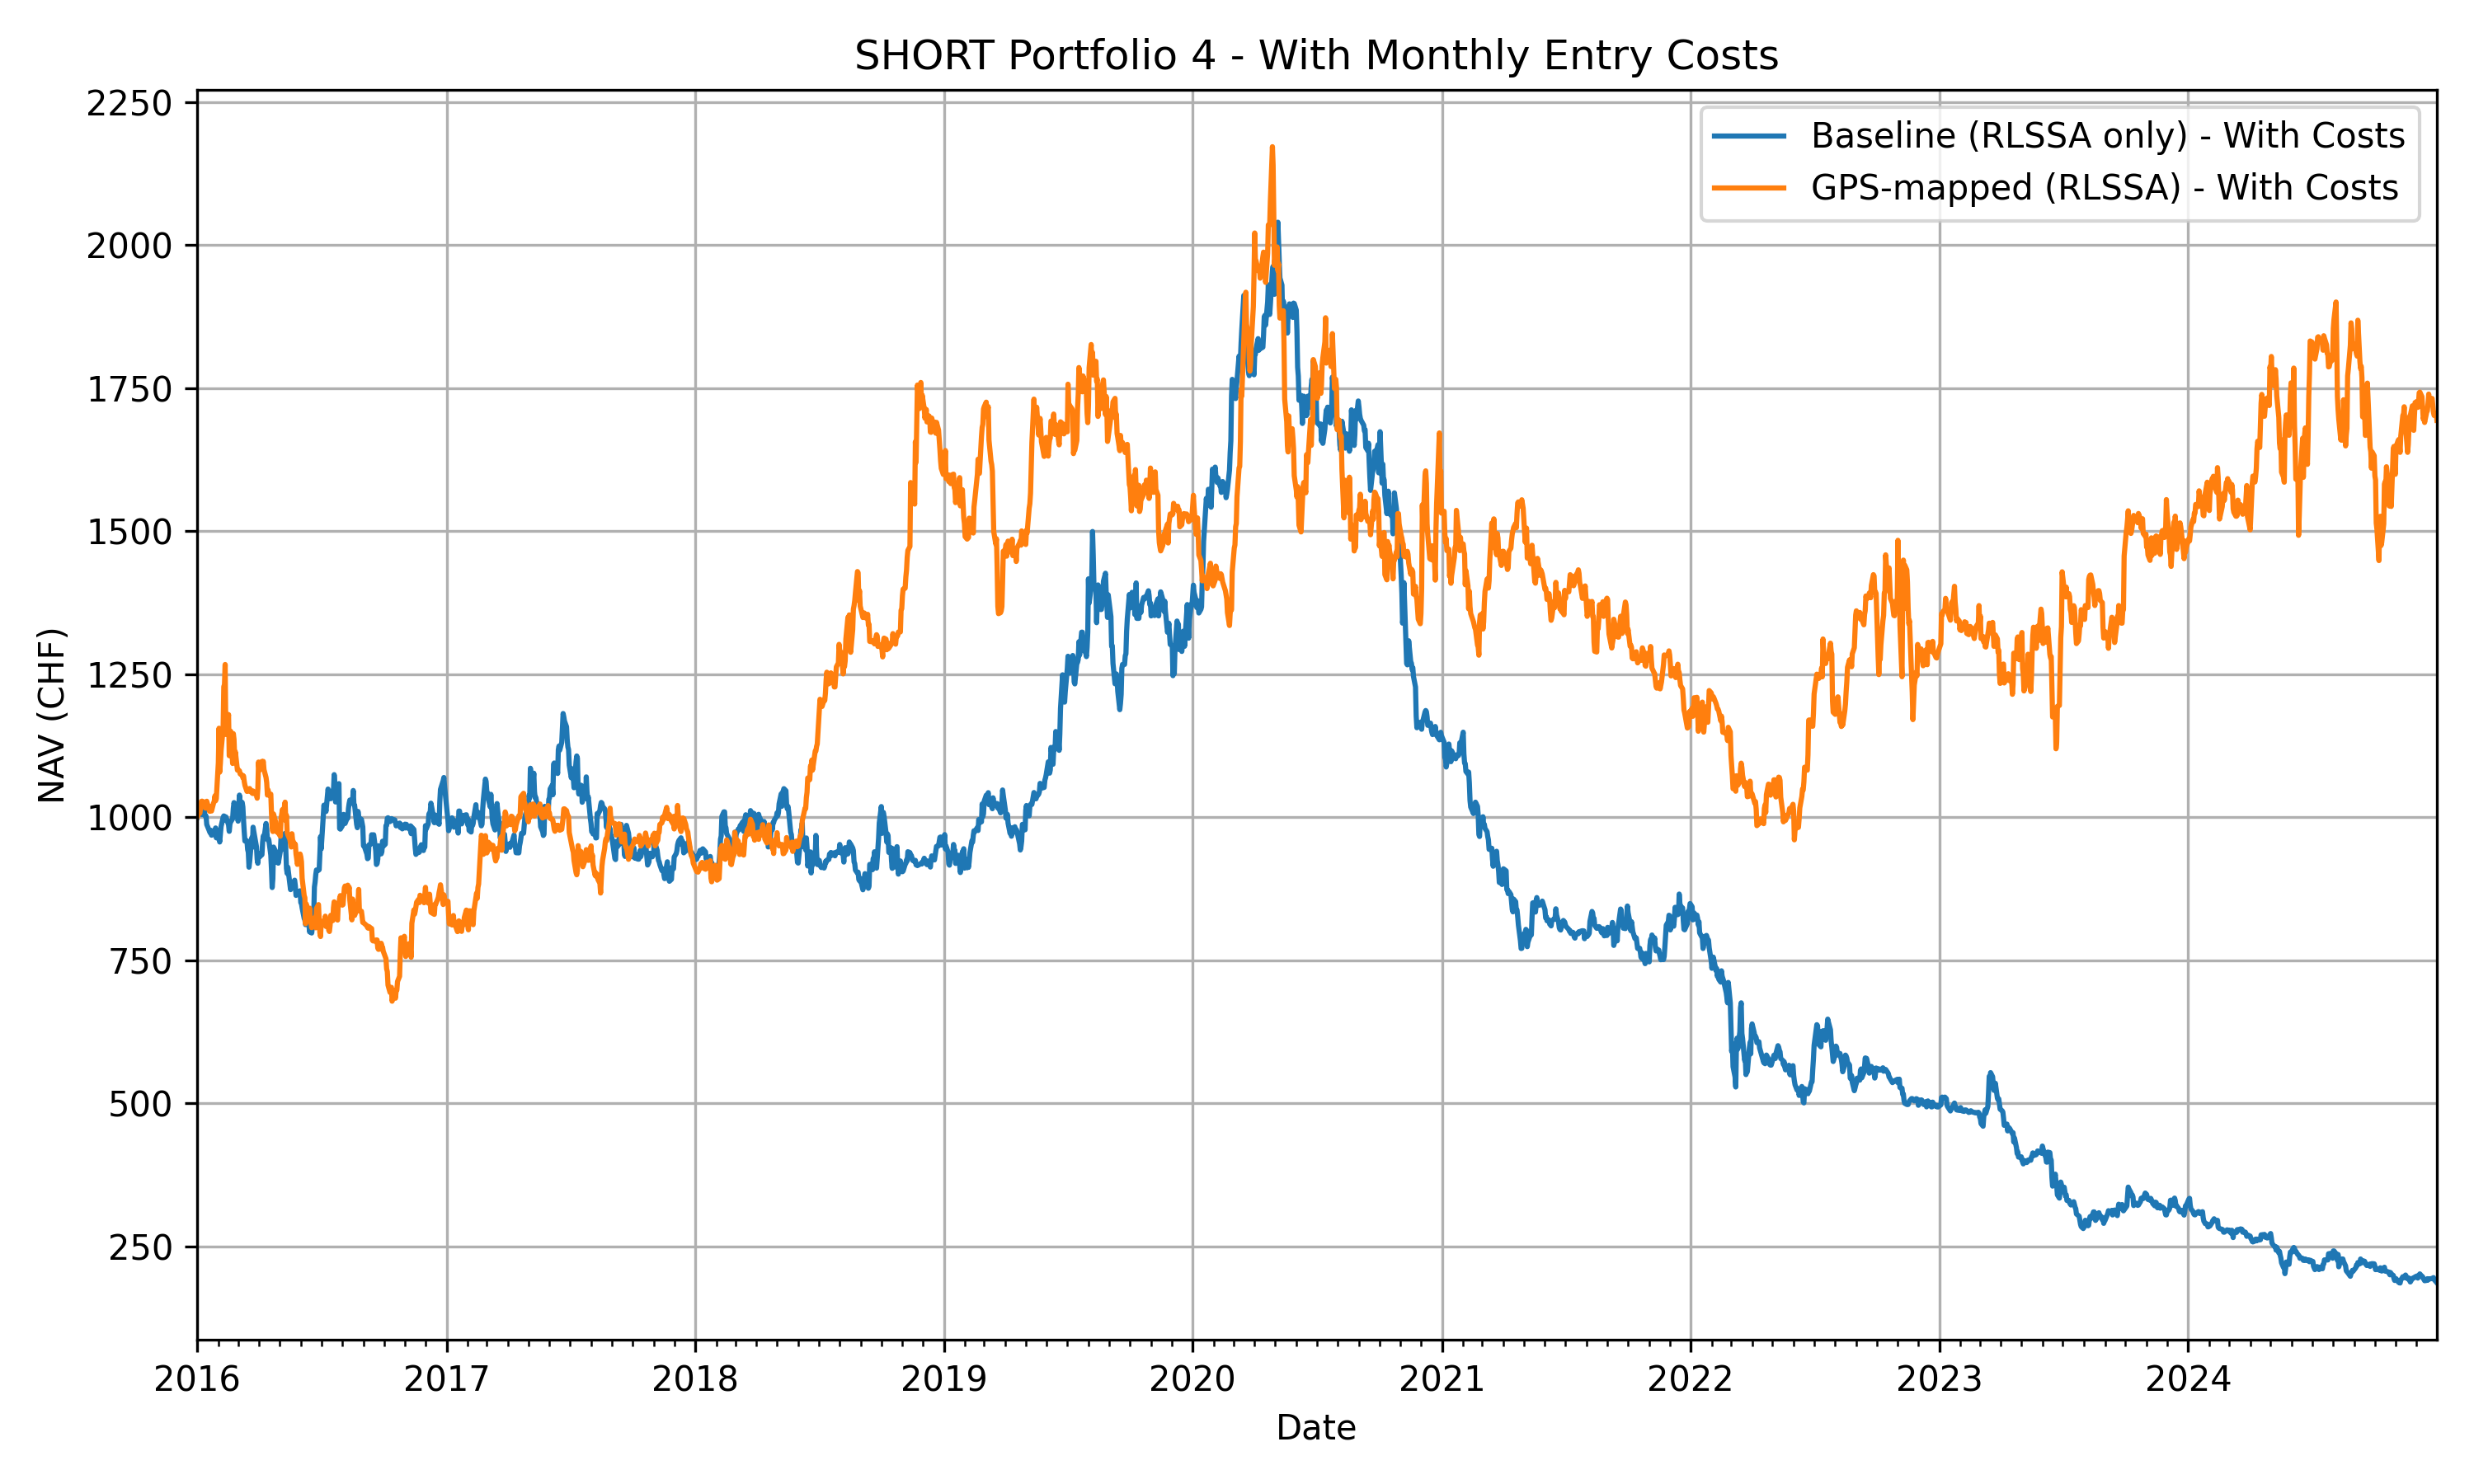 SHORT Portfolio 4 - With Monthly Entry Costs
Baseline (RLSSA only) - With Costs
GPS-mapped (RLSSA) - With Costs
NAV (CHF)
2250
2000
1750
1500
1250
1000
750
500
250
2016 2017 2018 2019 2020 2021 2022 2023 2024
Date